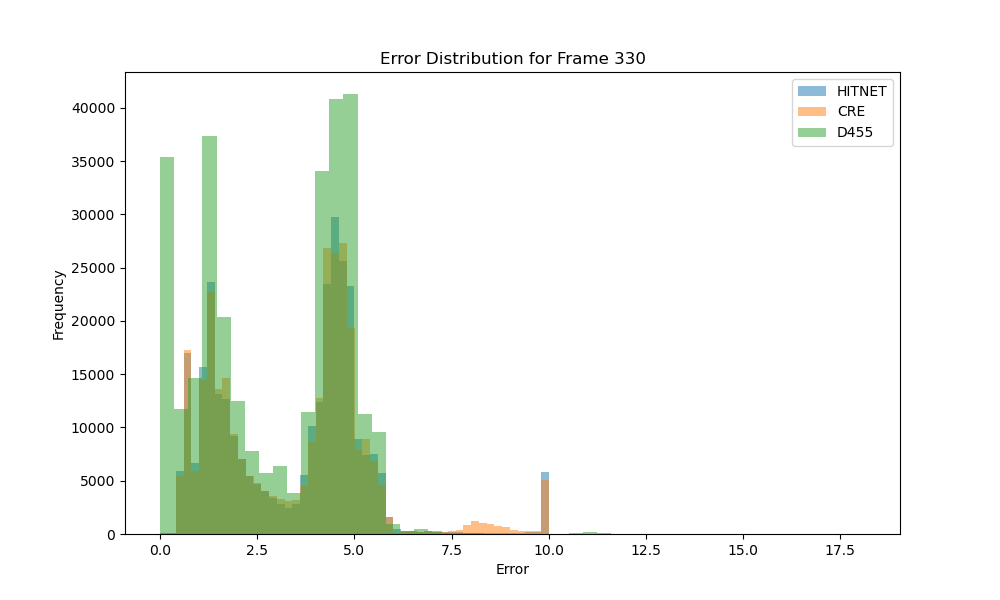 Error Distribution for Frame 330
HITNET
CRE
D455
Frequency
40000
35000
30000
25000
20000
15000
10000
5000
0
0.0 2.5 5.0 7.5 10.0 12.5 15.0 17.5
Error